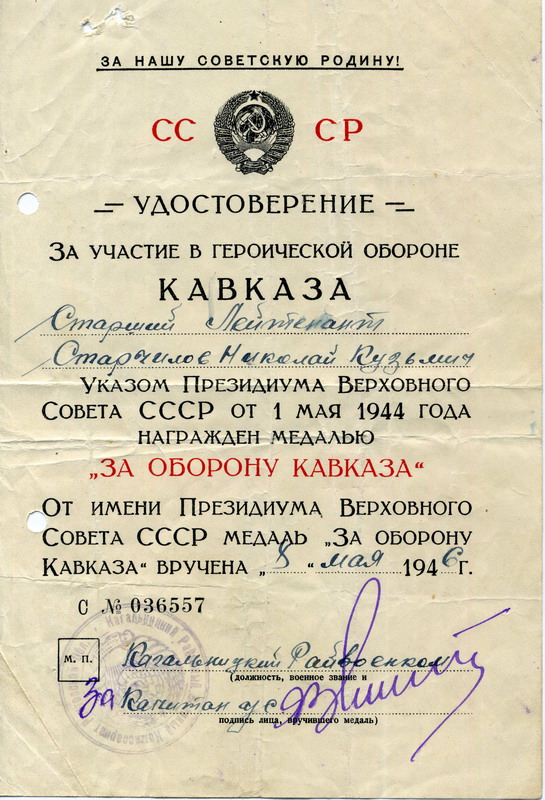 ЗА НАШУ СОВЕТСКУЮ РОДИНУ!
СС СР
УДОСТОВЕРЕНИЕ
ЗА УЧАСТИЕ В ГЕРОИЧЕСКОЙ ОБОРОНЕ
КАВКАЗА
Старший Лейтенант
Старчилов Николай Кузьмич
УКАЗОМ ПРЕЗИДИУМА ВЕРХОВНОГО
СОВЕТА СССР ОТ 1 МАЯ 1944 ГОДА
НАГРАЖДЕН МЕДАЛЬЮ
„ЗА ОБОРОНУ КАВКАЗА“
ОТ ИМЕНИ ПРЕЗИДИУМА ВЕРХОВНОГО
СОВЕТА СССР МЕДАЛЬ „ЗА ОБОРОНУ
КАВКАЗА“ ВРУЧЕНА „8“ мая 1946 г.
С № 036557
М. П.
Кагальницкий Райвоенком
(должность, военное звание и
За Капитан а/с
подпись лица, вручившего медаль)